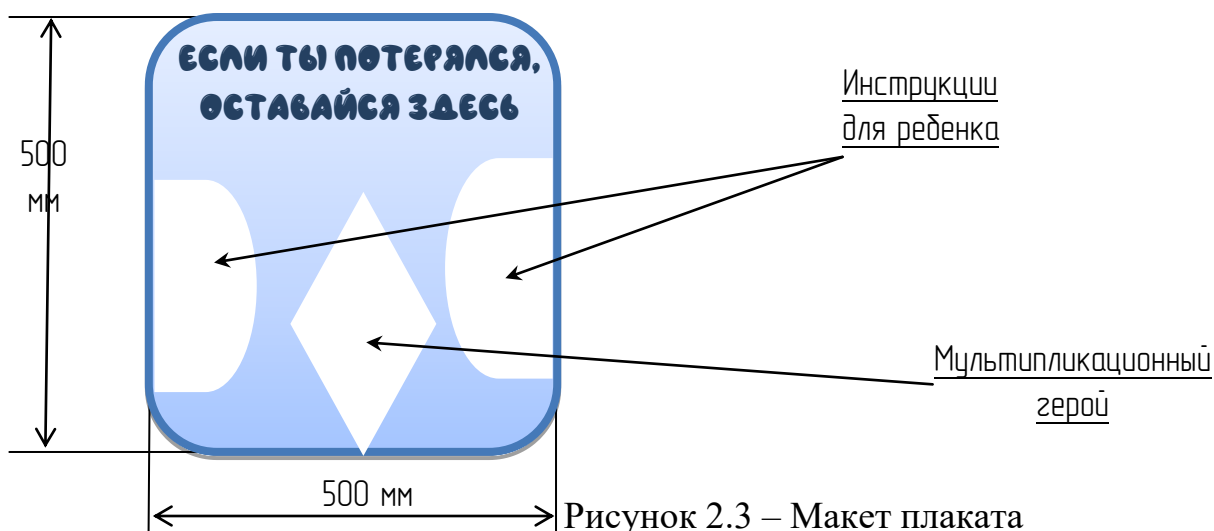 ЕСЛИ ТЫ ПОТЕРЯЛСЯ,
ОСТАВАЙСЯ ЗДЕСЬ
Инструкции
для ребенка
500
мм
Мультипликационный
герой
500 мм
Рисунок 2.3 – Макет плаката